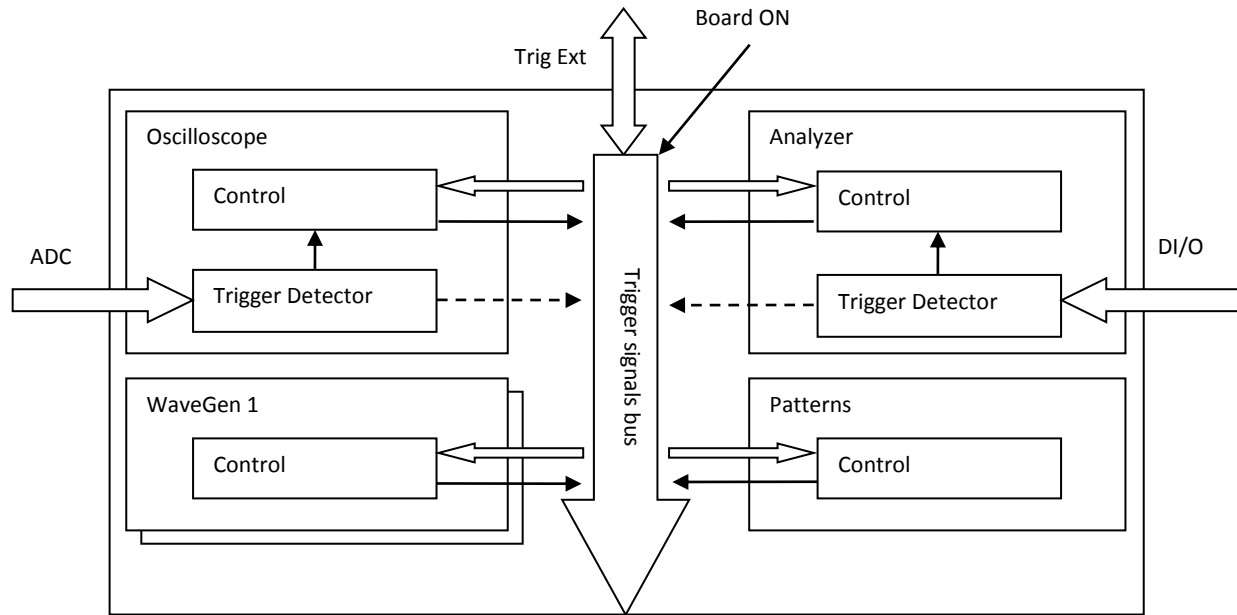 Board ON
Trig Ext
Oscilloscope
Analyzer
Control
Control
ADC
DI/O
Trigger Detector
Trigger Detector
Trigger signals bus
WaveGen 1
Patterns
Control
Control